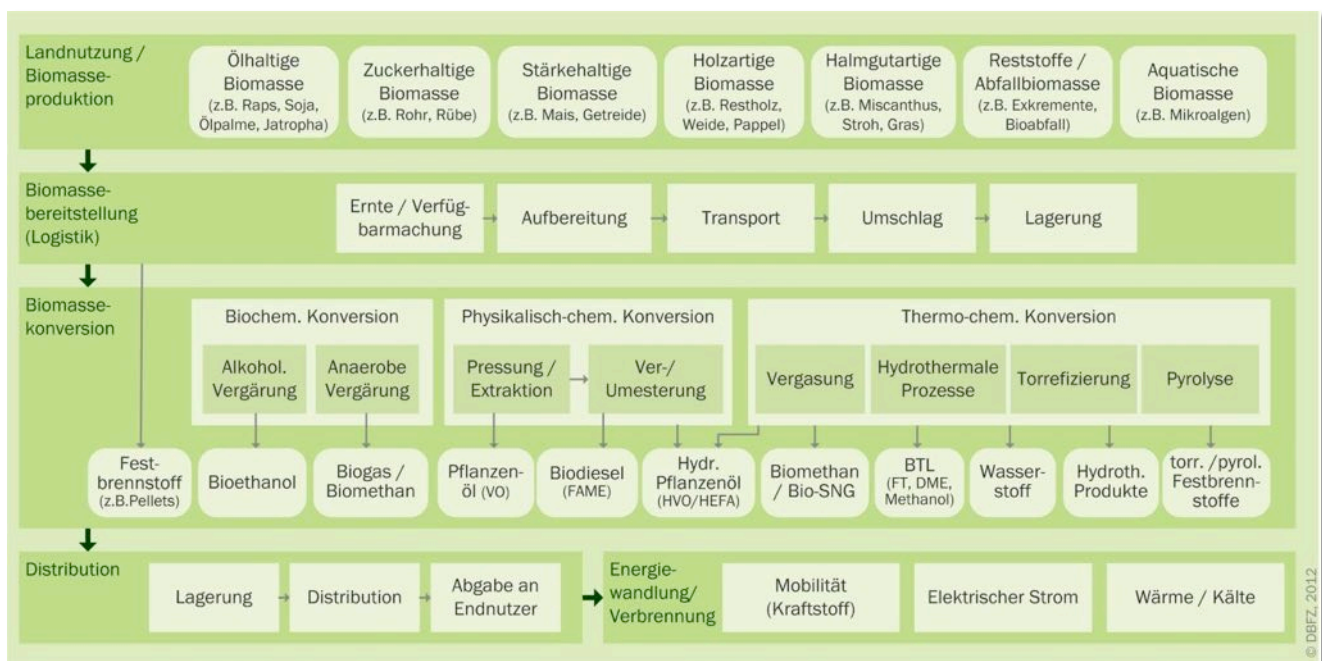 Landnutzung /
Biomasse-
produktion
Ölhaltige
Biomasse
(z.B. Raps, Soja,
Ölpalme, Jatropha)
Zuckerhaltige
Biomasse
(z.B. Rohr, Rübe)
Stärkehaltige
Biomasse
(z.B. Mais, Getreide)
Holzartige
Biomasse
(z.B. Restholz,
Weide, Pappel)
Halmgutartige
Biomasse
(z.B. Miscanthus,
Stroh, Gras)
Reststoffe /
Abfallbiomasse
(z.B. Exkremente,
Bioabfall)
Aquatische
Biomasse
(z.B. Mikroalgen)
Biomasse-
bereitstellung
(Logistik)
Ernte / Verfüg-
barmachung
Aufbereitung
Transport
Umschlag
Lagerung
Biomasse-
konversion
Biochem. Konversion
Alkohol.
Vergärung
Anaerobe
Vergärung
Physikalisch-chem. Konversion
Pressung /
Extraktion
Ver-/
Umesterung
Thermo-chem. Konversion
Vergasung
Hydrothermale
Prozesse
Torrefizierung
Pyrolyse
Fest-
brennstoff
(z.B.Pellets)
Bioethanol
Biogas /
Biomethan
Pflanzen-
öl (VO)
Biodiesel
(FAME)
Hydr.
Pflanzenöl
(HVO/HEFA)
Biomethan
/ Bio-SNG
BTL
(FT, DME,
Methanol)
Wasser-
stoff
Hydroth.
Produkte
torr. /pyrol.
Festbrenn-
stoffe
Distribution
Lagerung
Distribution
Abgabe an
Endnutzer
Energie-
wandlung/
Verbrennung
Mobilität
(Kraftstoff)
Elektrischer Strom
Wärme / Kälte
© DBFZ, 2012